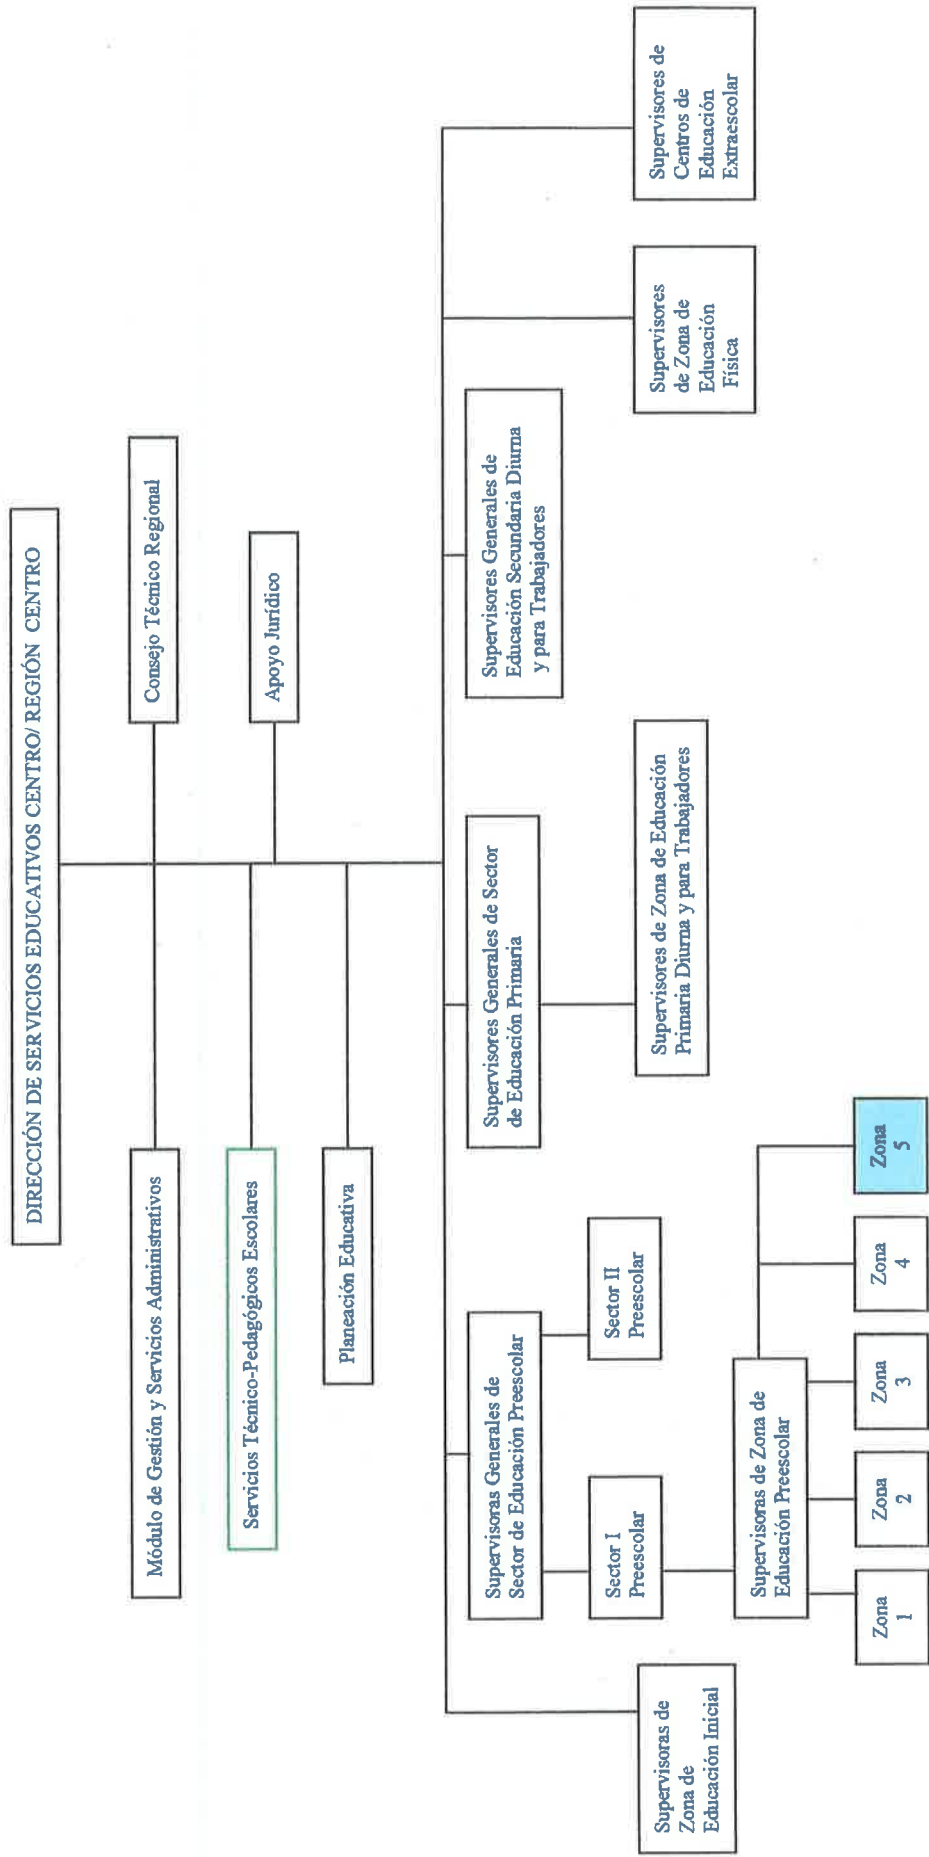 DIRECCIÓN DE SERVICIOS EDUCATIVOS CENTRO/ REGIÓN CENTRO
Módulo de Gestión y Servicios Administrativos
Consejo Técnico Regional
Servicios Técnico-Pedagógicos Escolares
Apoyo Jurídico
Planeación Educativa
Supervisoras de
Zona de
Educación Inicial
Supervisoras Generales de
Sector de Educación Preescolar
Sector I
Preescolar
Sector II
Preescolar
Supervisoras de Zona de
Educación Preescolar
Zona
1
Zona
2
Zona
3
Zona
4
Zona
5
Supervisores Generales de Sector
de Educación Primaria
Supervisores de Zona de Educación
Primaria Diurna y para Trabajadores
Supervisores Generales de
Educación Secundaria Diurna
y para Trabajadores
Supervisores
de Zona de
Educación
Física
Supervisores de
Centros de
Educación
Extraescolar